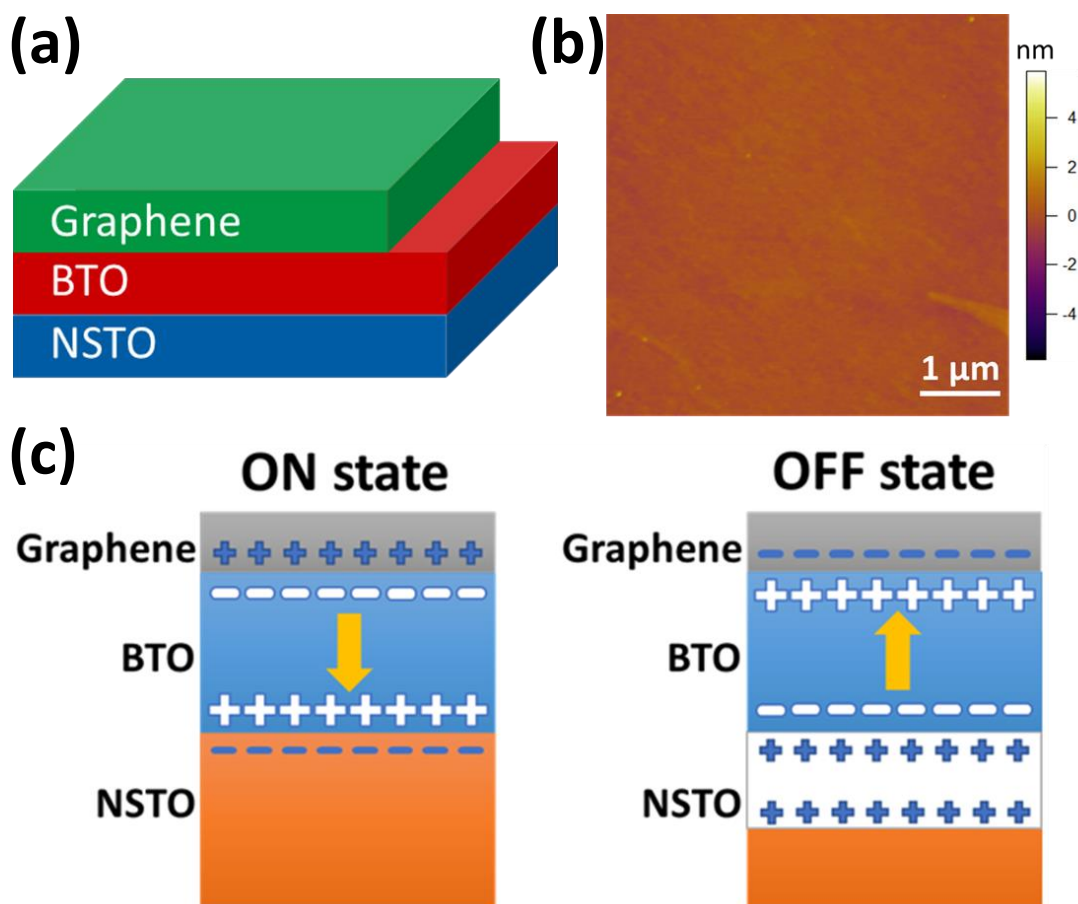 (a)
Graphene
BTO
NSTO
(b)
nm
4
2
0
-2
-4
1 μm
(c)
ON state
Graphene
BTO
NSTO
OFF state
Graphene
BTO
NSTO